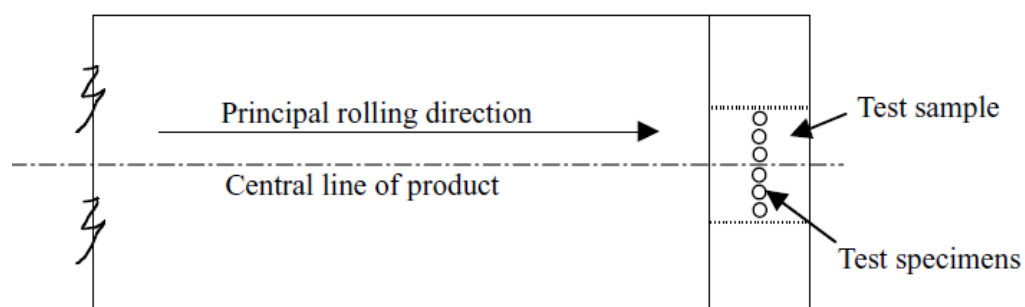 Principal rolling direction
Test sample
Central line of product
Test specimens